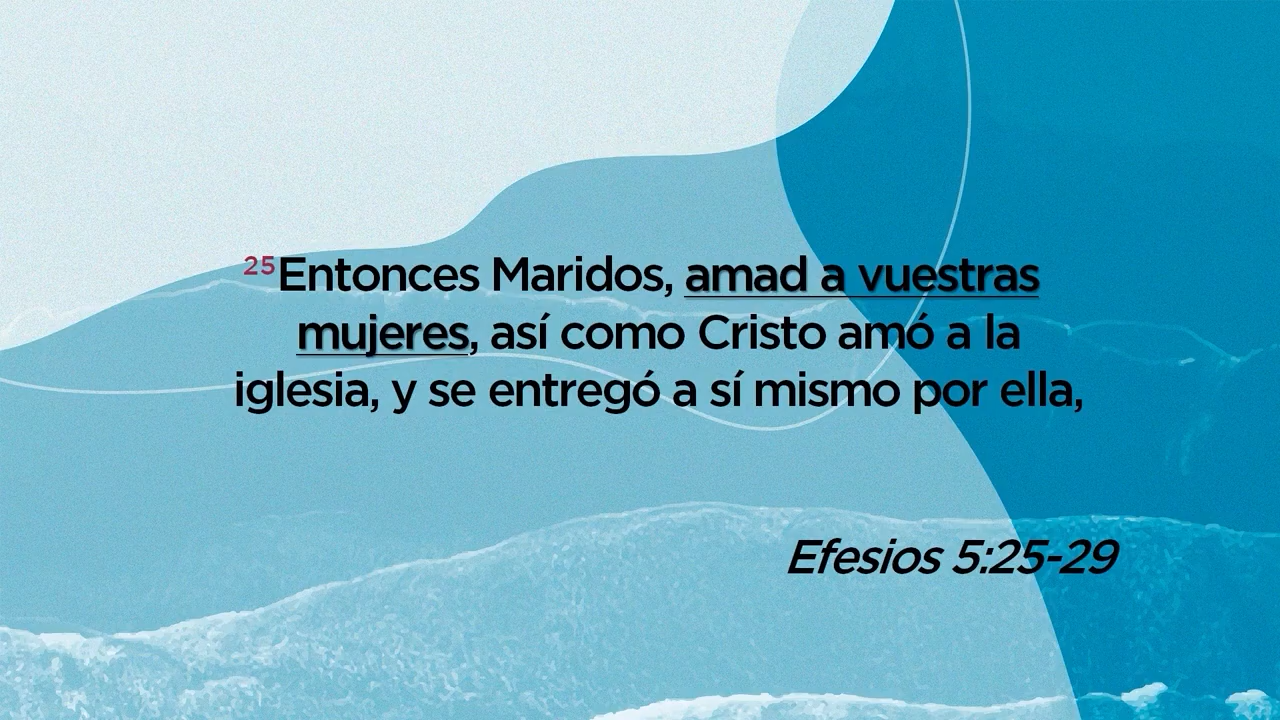 25Entonces Maridos, amad a vuestras
mujeres, así como Cristo amó a la
iglesia, y se entregó a sí mismo por ella,
Efesios 5:25-29